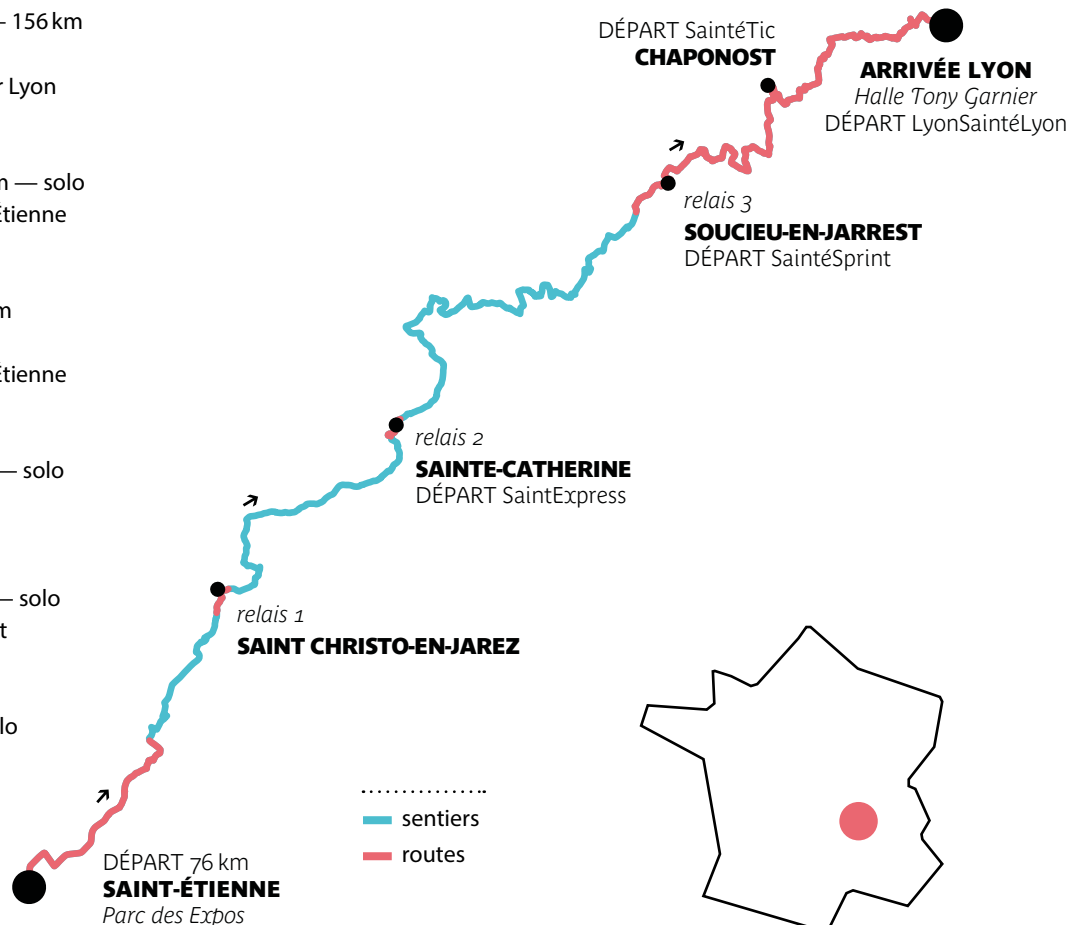 — 156 km
r Lyon
m — solo
Étienne
m
Étienne
— solo
— solo
t
lo
DÉPART SaintéTic
CHAPONOST
ARRIVÉE LYON
Halle Tony Garnier
DÉPART LyonSaintéLyon
relais 3
SOUCIEU-EN-JARREST
DÉPART SaintéSprint
relais 2
SAINTE-CATHERINE
DÉPART SaintExpress
relais 1
SAINT CHRISTO-EN-JAREZ
sentiers
routes
DÉPART 76 km
SAINT-ÉTIENNE
Parc des Expos